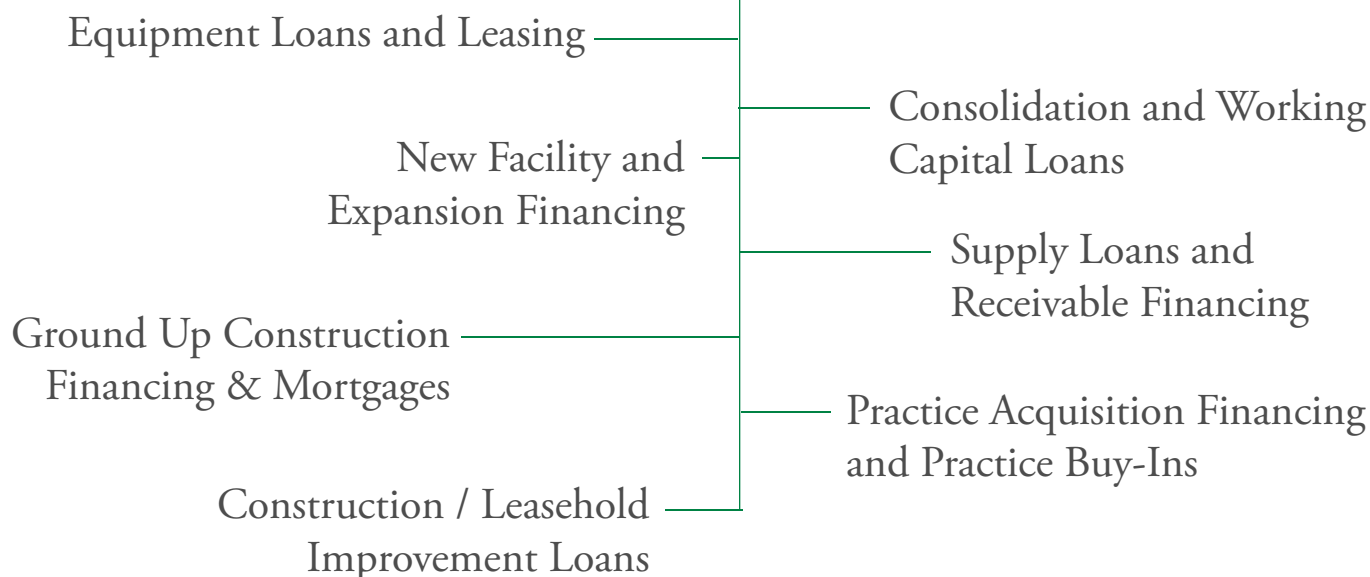 Equipment Loans and Leasing
Consolidation and Working
Capital Loans
New Facility and
Expansion Financing
Supply Loans and
Receivable Financing
Ground Up Construction
Financing & Mortgages
Practice Acquisition Financing
and Practice Buy-Ins
Construction / Leasehold
Improvement Loans